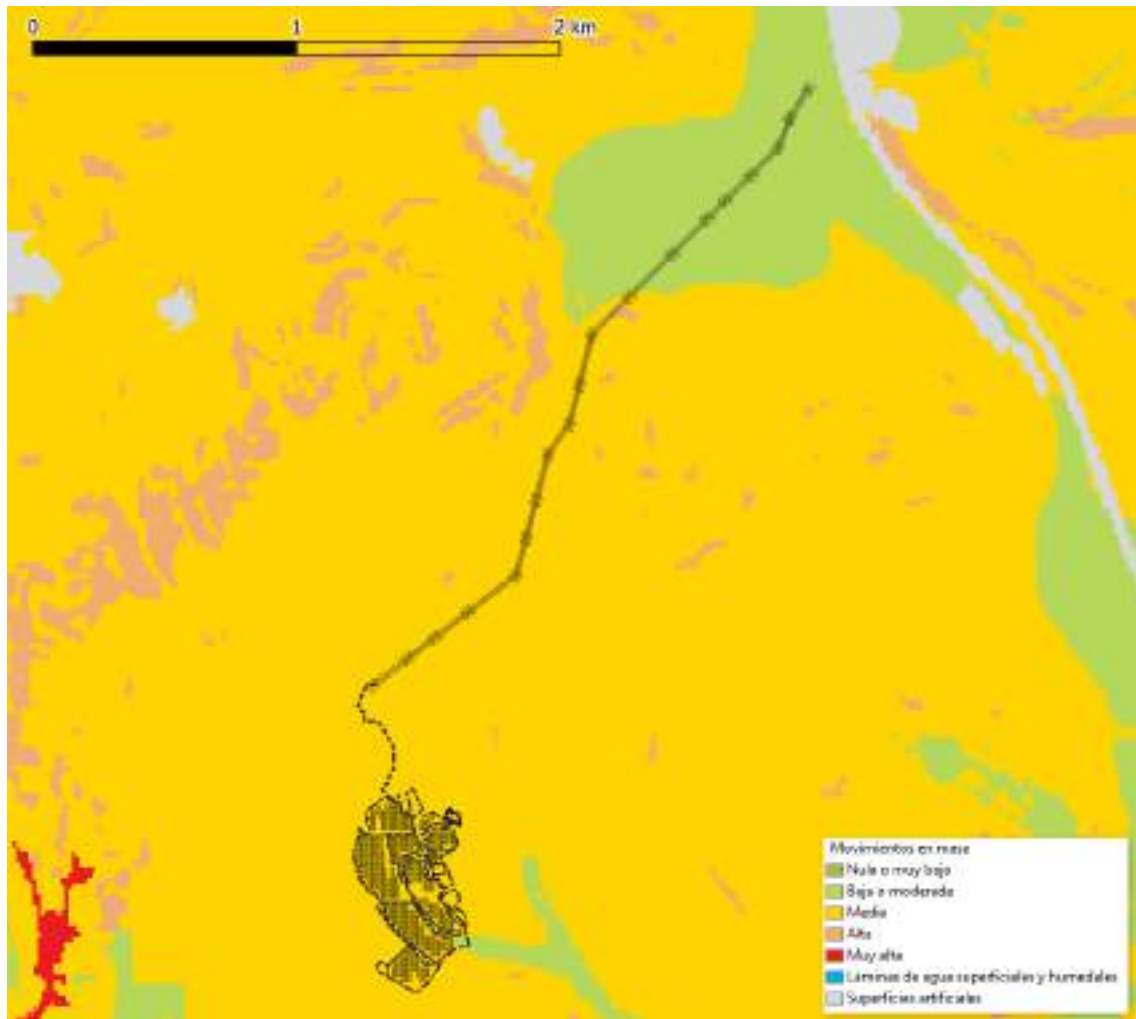 0 1 2 km
Movimientos en masa
Nula o muy baja
Baja a moderada
Media
Alta
Muy alta
Láminas de agua superficiales y humedales
Superficies artificiales